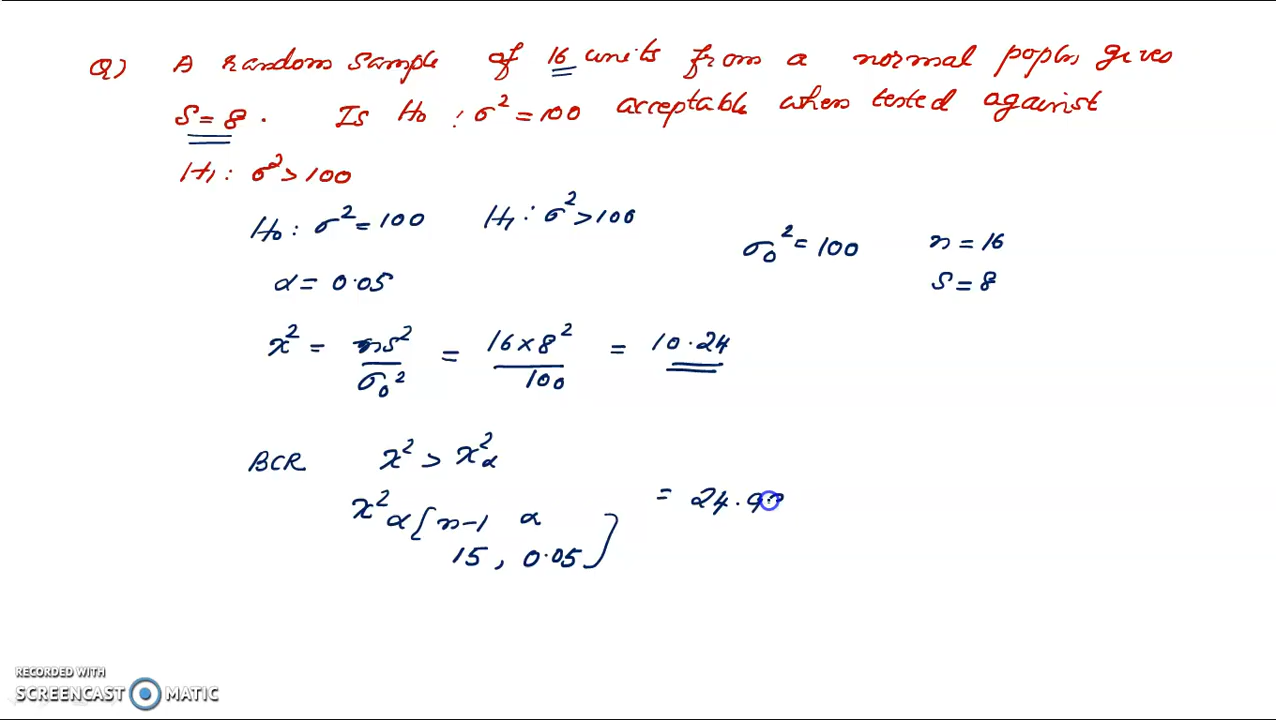 Q) A random sample of 16 units from a normal popln gives
S = 8 . Is H₀ : σ² = 100 acceptable when tested against
H₁ : σ² > 100
H₀ : σ² = 100 H₁ : σ² > 100
σ₀² = 100 n = 16
α = 0.05 S = 8
χ² = ns²/σ₀² = 16×8²/100 = 10.24
BCR χ² > χ²α
χ²α [n-1 α = 24.9
15 , 0.05]
RECORDED WITH
SCREENCAST MATIC